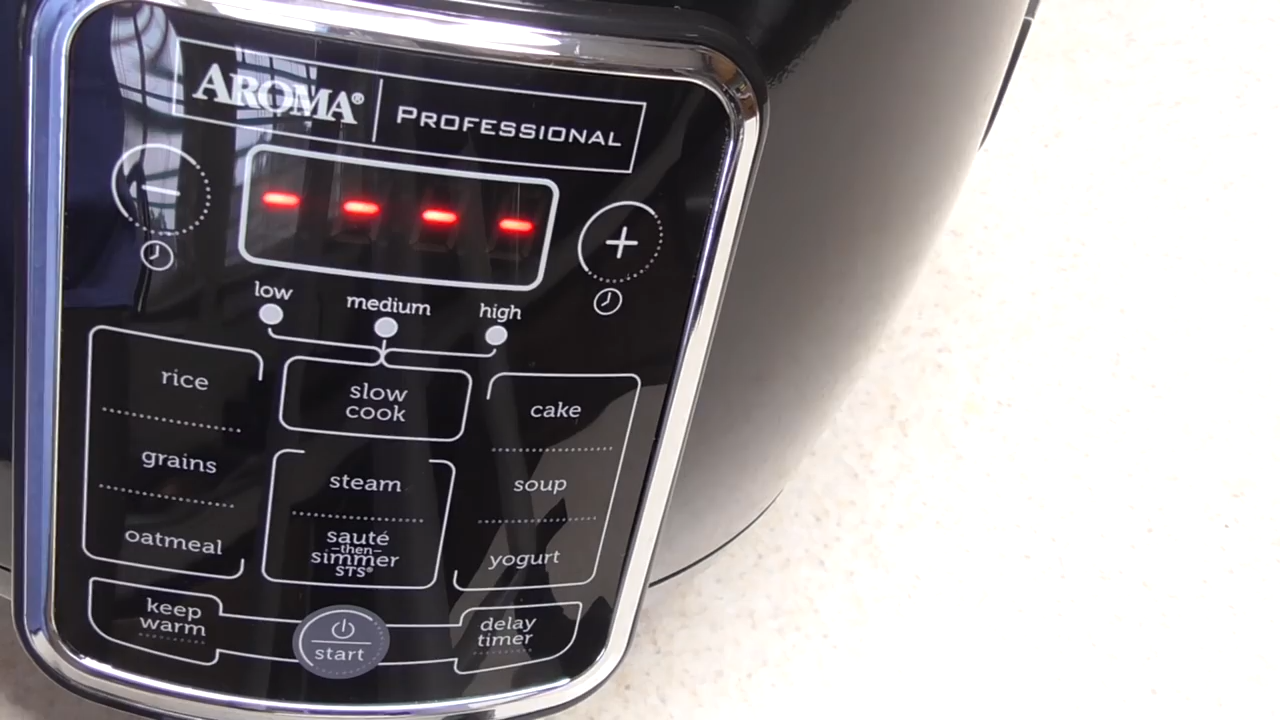 AROMA® PROFESSIONAL
- - - -
low medium high
rice
slow
cook
cake
grains
steam
soup
oatmeal
sauté
–then–
simmer
STS®
yogurt
keep
warm
start
delay
timer